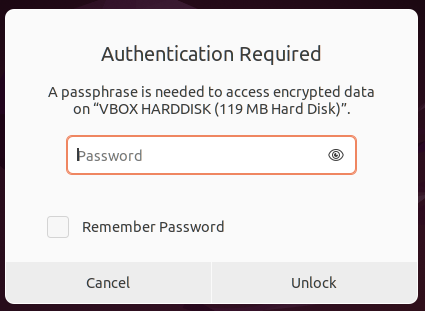 Authentication Required
A passphrase is needed to access encrypted data
on “VBOX HARDDISK (119 MB Hard Disk)”.
Password
Remember Password
Cancel
Unlock